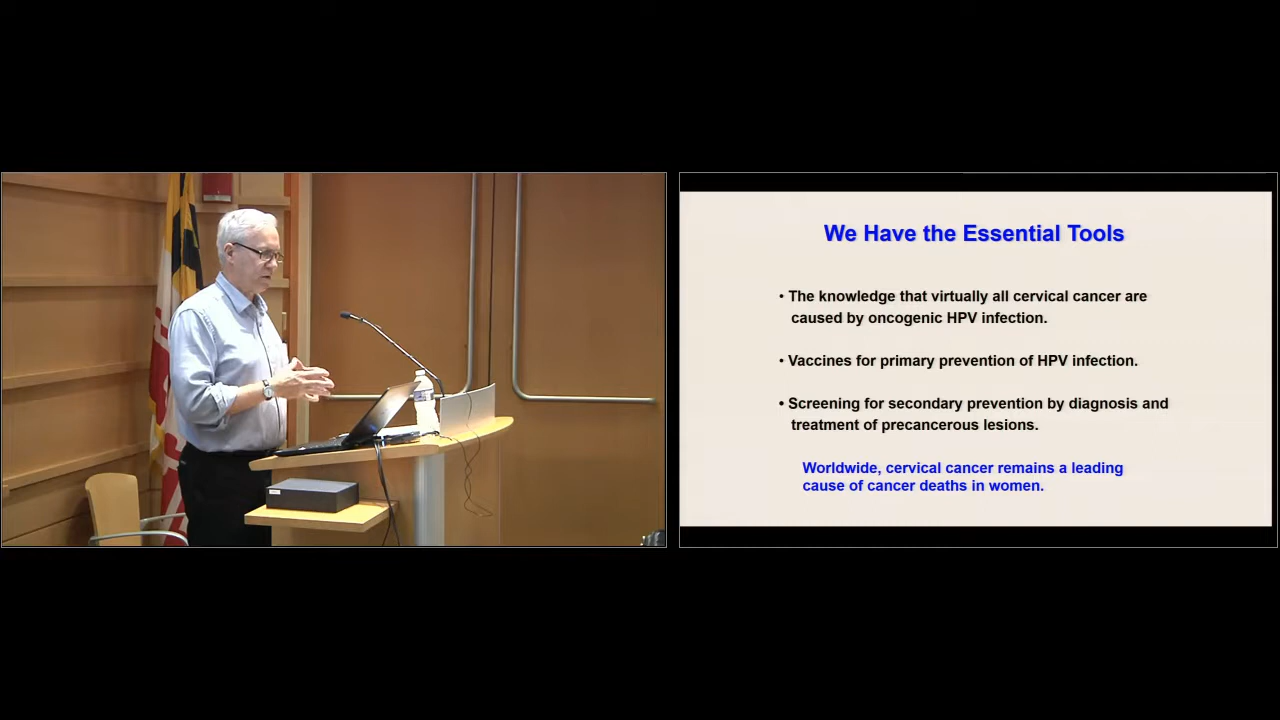 We Have the Essential Tools
• The knowledge that virtually all cervical cancer are
caused by oncogenic HPV infection.
• Vaccines for primary prevention of HPV infection.
• Screening for secondary prevention by diagnosis and
treatment of precancerous lesions.
Worldwide, cervical cancer remains a leading
cause of cancer deaths in women.